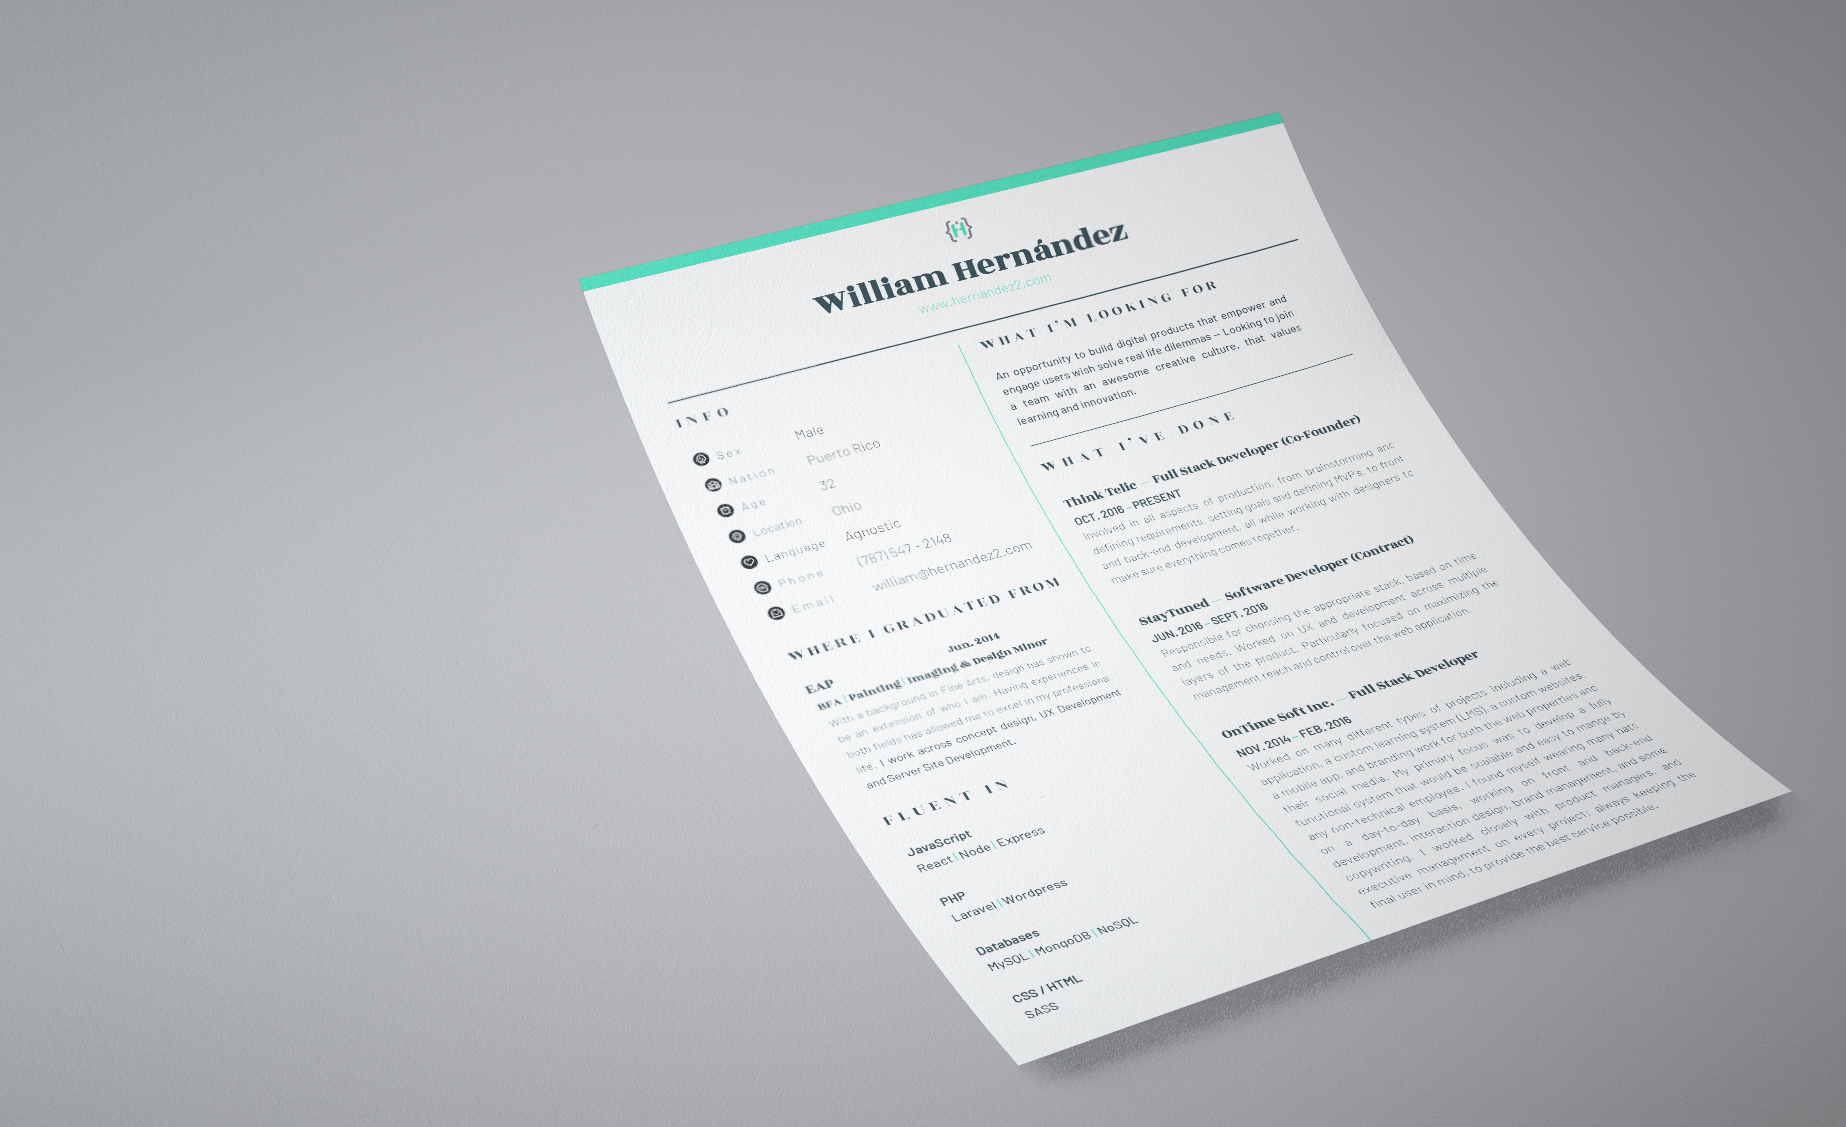 {H}
William Hernández
www.hernandez2.com
INFO
Sex Male
Nation Puerto Rico
Age 32
Location Ohio
Language Agnostic
Phone (787) 547 - 2148
Email william@hernandez2.com
WHERE I GRADUATED FROM
Jun. 2014
EAP
BFA | Painting | Imaging & Design Minor
With a background in Fine Arts, design has shown to
be an extension of who I am. Having experiences in
both fields has allowed me to excel in my professional
life. I work across concept design, UX Development
and Server Site Development.
FLUENT IN
JavaScript
React | Node | Express
PHP
Laravel | Wordpress
Databases
MySQL | MongoDB | NoSQL
CSS / HTML
SASS
WHAT I'M LOOKING FOR
An opportunity to build digital products that empower and
engage users wish solve real life dilemmas — Looking to join
a team with an awesome creative culture, that values
learning and innovation.
WHAT I'VE DONE
Think Telic — Full Stack Developer (Co-Founder)
OCT. 2016 – PRESENT
Involved in all aspects of production, from brainstorming and
defining requirements, setting goals and defining MVP's, to front
and back-end development, all while working with designers to
make sure everything comes together.
StayTuned — Software Developer (Contract)
JUN. 2016 – SEPT. 2016
Responsible for choosing the appropriate stack, based on time
and needs. Worked on UX and development across multiple
layers of the product. Particularly focused on maximizing the
management reach and control over the web application.
OnTime Soft Inc. — Full Stack Developer
NOV. 2014 – FEB. 2016
Worked on many different types of projects including a web
application, a custom learning system (LMS), a custom websites,
a mobile app, and branding work for both the web properties and
their social media. My primary focus was to develop a fully
functional system that would be scalable and easy to manage by
any non-technical employee. I found myself wearing many hats
on a day-to-day basis, working on front and back-end
development, interaction design, brand management, and some
copywriting. I worked closely with product managers, and
executive management on every project; always keeping the
final user in mind, to provide the best service possible.